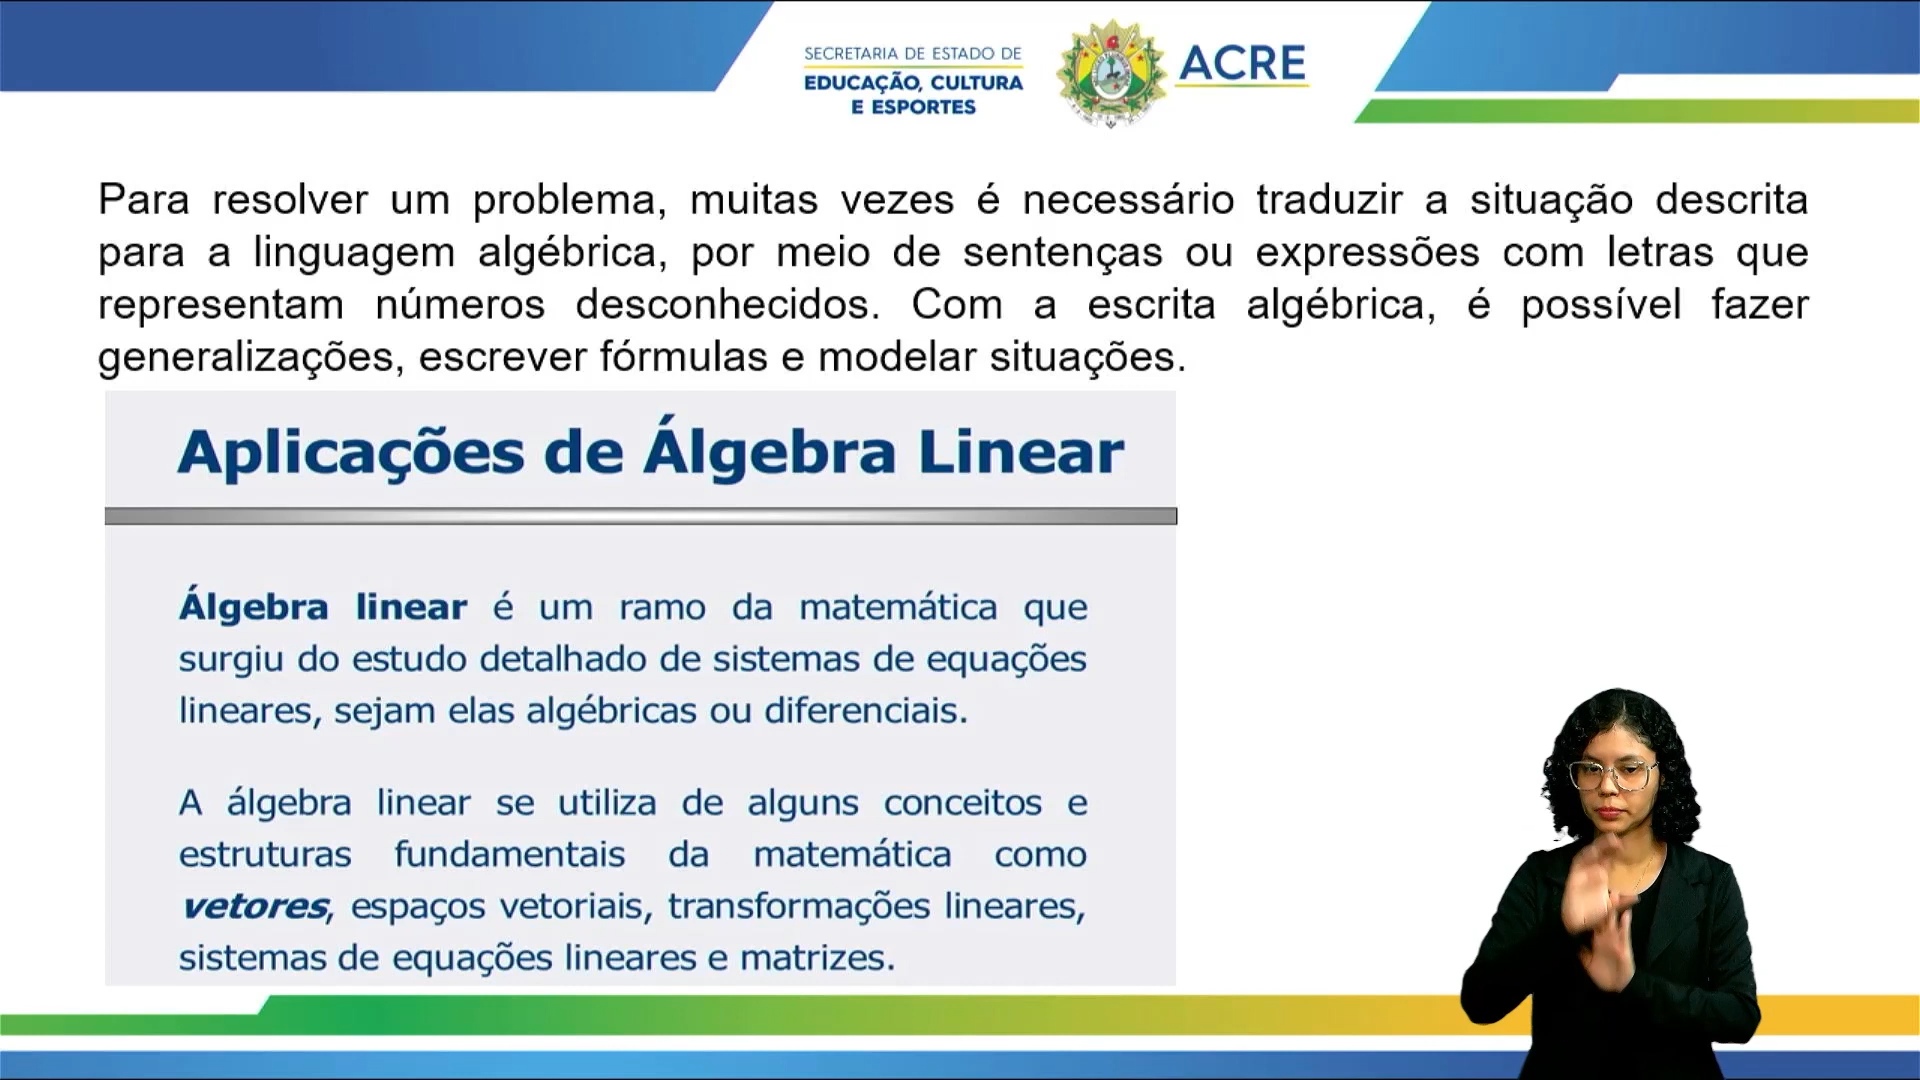 SECRETARIA DE ESTADO DE
EDUCAÇÃO, CULTURA
E ESPORTES
ACRE
Para resolver um problema, muitas vezes é necessário traduzir a situação descrita
para a linguagem algébrica, por meio de sentenças ou expressões com letras que
representam números desconhecidos. Com a escrita algébrica, é possível fazer
generalizações, escrever fórmulas e modelar situações.
Aplicações de Álgebra Linear
Álgebra linear é um ramo da matemática que
surgiu do estudo detalhado de sistemas de equações
lineares, sejam elas algébricas ou diferenciais.
A álgebra linear se utiliza de alguns conceitos e
estruturas fundamentais da matemática como
vetores, espaços vetoriais, transformações lineares,
sistemas de equações lineares e matrizes.